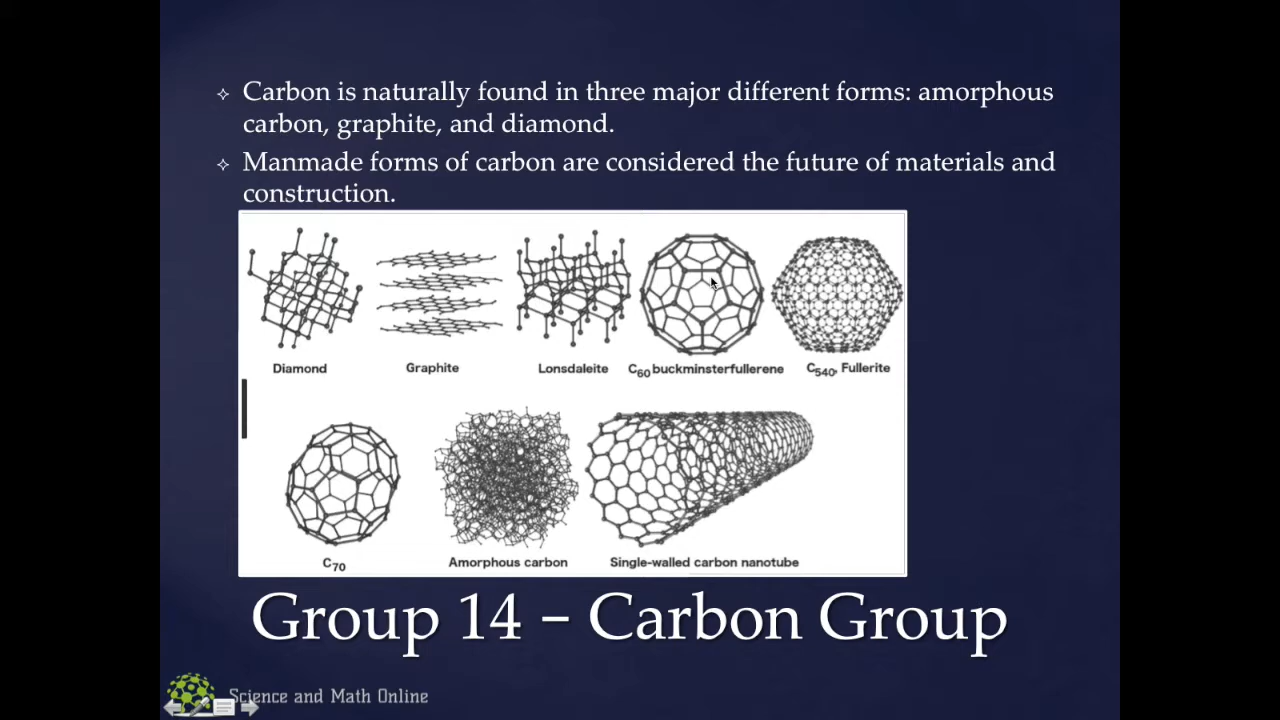 Carbon is naturally found in three major different forms: amorphous
carbon, graphite, and diamond.
Manmade forms of carbon are considered the future of materials and
construction.
Diamond
Graphite
Lonsdaleite
C60 buckminsterfullerene
C540, Fullerite
C70
Amorphous carbon
Single-walled carbon nanotube
Group 14 – Carbon Group
Science and Math Online